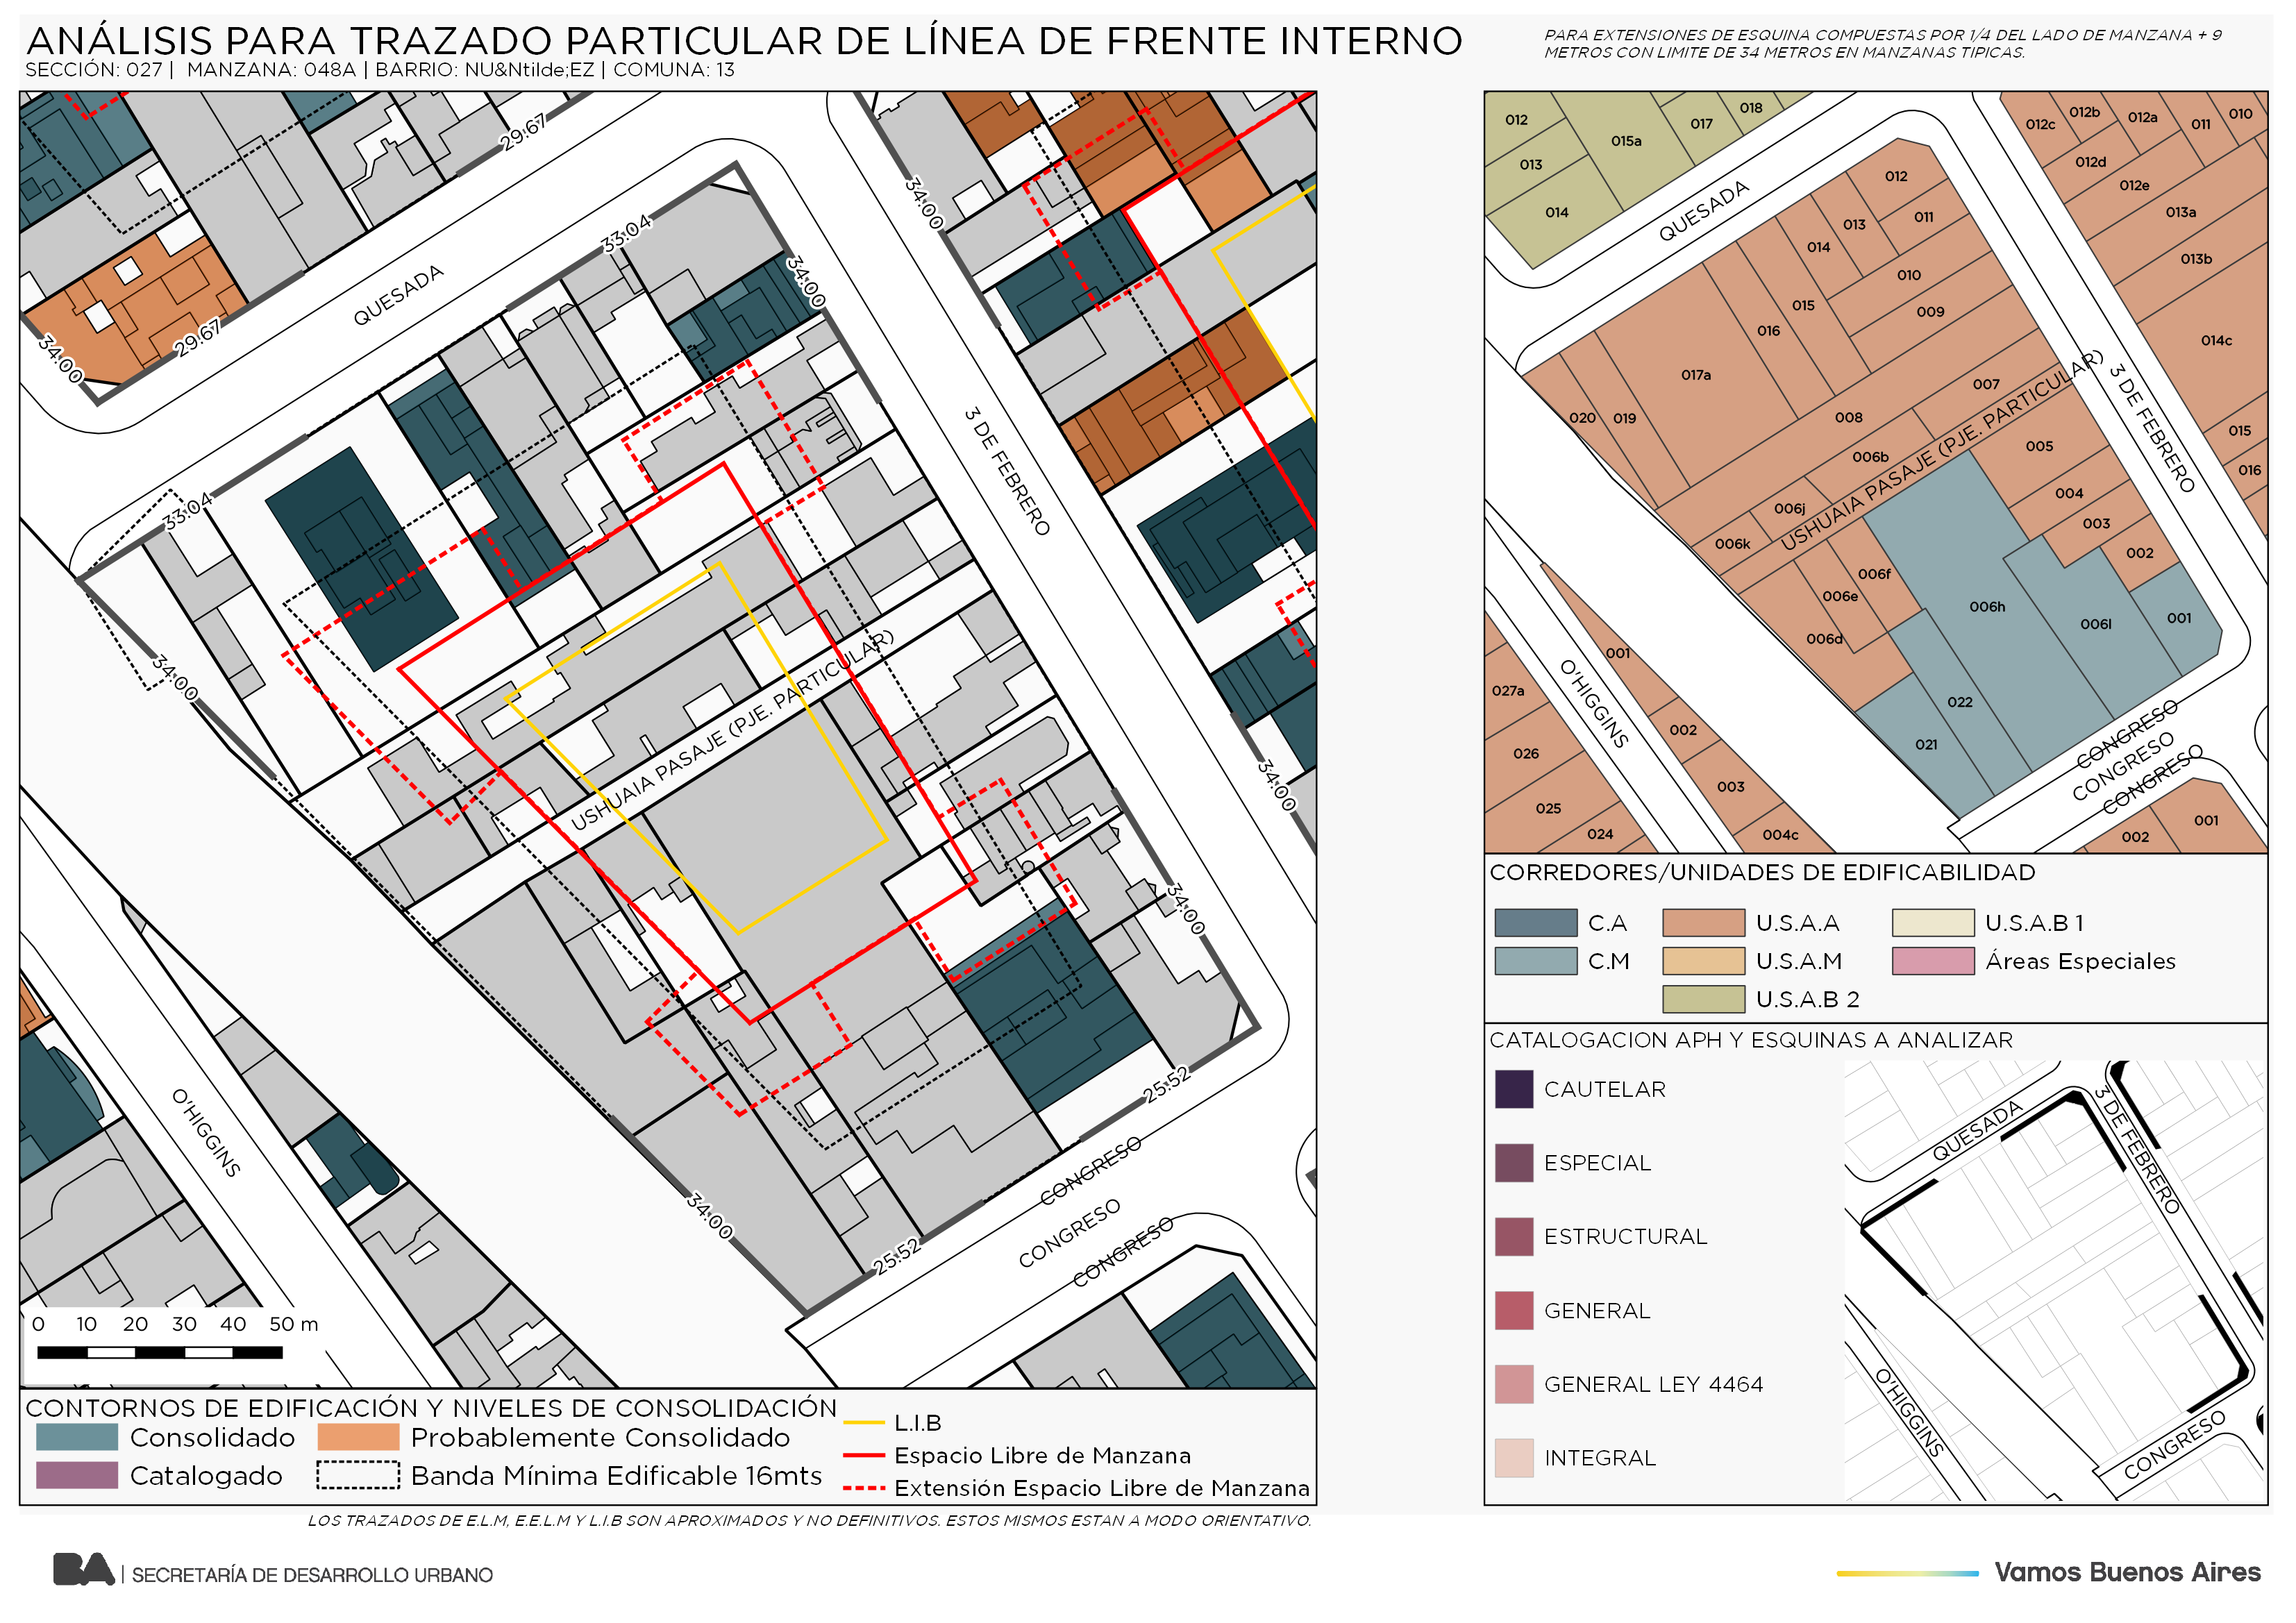 ANÁLISIS PARA TRAZADO PARTICULAR DE LÍNEA DE FRENTE INTERNO
SECCIÓN: 027 | MANZANA: 048A | BARRIO: NU&Ntilde;EZ | COMUNA: 13
PARA EXTENSIONES DE ESQUINA COMPUESTAS POR 1/4 DEL LADO DE MANZANA + 9
METROS CON LIMITE DE 34 METROS EN MANZANAS TIPICAS.
29.67
34.00
33.04
QUESADA
34.00
29.67
34.00
3 DE FEBRERO
33.04
34.00
USHUAIA PASAJE (PJE. PARTICULAR)
34.00
34.00
25.52
O'HIGGINS
CONGRESO
34.00
CONGRESO
CONGRESO
25.52
0 10 20 30 40 50 m
CONTORNOS DE EDIFICACIÓN Y NIVELES DE CONSOLIDACIÓN
Consolidado
Probablemente Consolidado
Catalogado
Banda Mínima Edificable 16mts
L.I.B
Espacio Libre de Manzana
Extensión Espacio Libre de Manzana
LOS TRAZADOS DE E.L.M, E.E.L.M Y L.I.B SON APROXIMADOS Y NO DEFINITIVOS. ESTOS MISMOS ESTAN A MODO ORIENTATIVO.
012
015a
017
018
013
014
QUESADA
012c
012b
012a
011
010
012d
012e
013a
013b
014c
015
016
012
011
013
014
010
015
009
016
017a
020
019
008
007
006b
006j
006k
USHUAIA PASAJE (PJE. PARTICULAR)
3 DE FEBRERO
005
004
003
002
001
006f
006e
006d
006h
006l
022
021
O'HIGGINS
001
002
003
004c
027a
026
025
024
CONGRESO
CONGRESO
CONGRESO
002
001
CORREDORES/UNIDADES DE EDIFICABILIDAD
C.A
U.S.A.A
U.S.A.B 1
C.M
U.S.A.M
Áreas Especiales
U.S.A.B 2
CATALOGACION APH Y ESQUINAS A ANALIZAR
CAUTELAR
ESPECIAL
ESTRUCTURAL
GENERAL
GENERAL LEY 4464
INTEGRAL
QUESADA
3 DE FEBRERO
O'HIGGINS
CONGRESO
BA | SECRETARÍA DE DESARROLLO URBANO
Vamos Buenos Aires